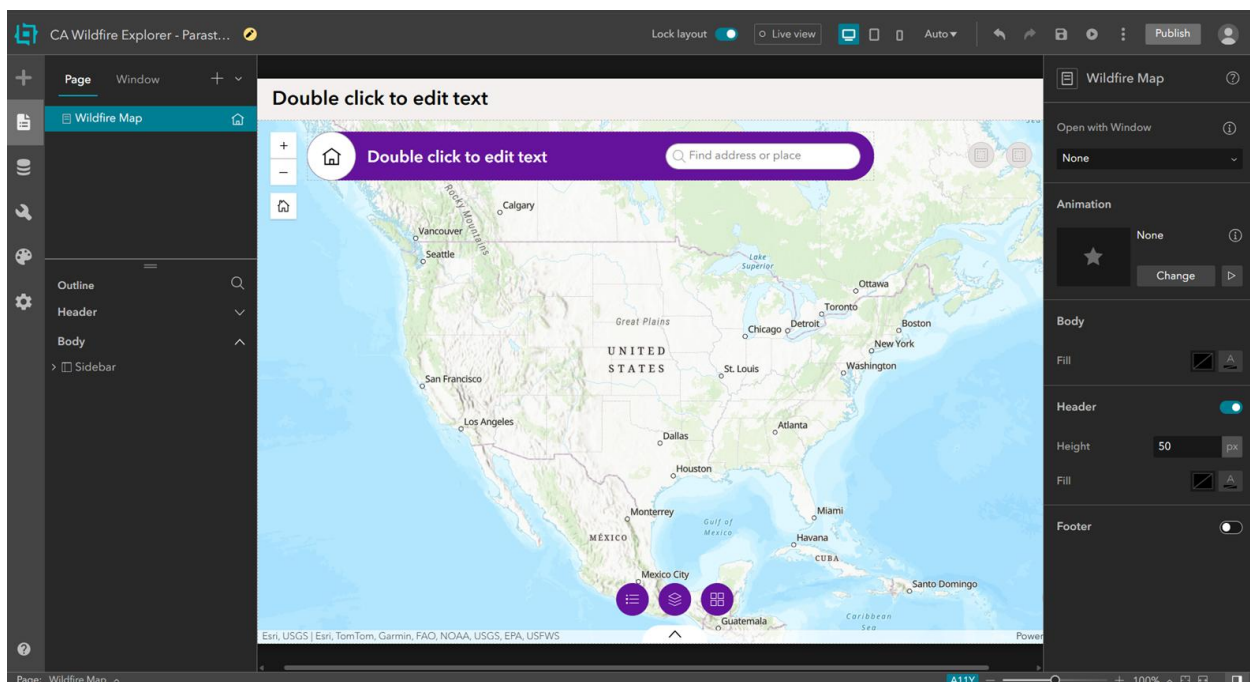 CA Wildfire Explorer - Parast...
Lock layout
Live view
Auto
Publish
Page
Window
Wildfire Map
Outline
Header
Body
Sidebar
Double click to edit text
Double click to edit text
Find address or place
+
−
Rocky Mountains
Calgary
Vancouver
Seattle
Lake
Superior
Ottawa
Toronto
Great Plains
Chicago
Detroit
Boston
New York
UNITED
STATES
St. Louis
Washington
San Francisco
Los Angeles
Dallas
Atlanta
Houston
Monterrey
Gulf of
Mexico
Miami
MÉXICO
Havana
CUBA
Mexico City
Santo Domingo
Guatemala
Caribbean
Sea
Esri, USGS | Esri, TomTom, Garmin, FAO, NOAA, USGS, EPA, USFWS
Power
Wildfire Map
Open with Window
None
Animation
None
Change
Body
Fill
Header
Height
50
px
Fill
Footer
Page: Wildfire Map
A11Y
100%